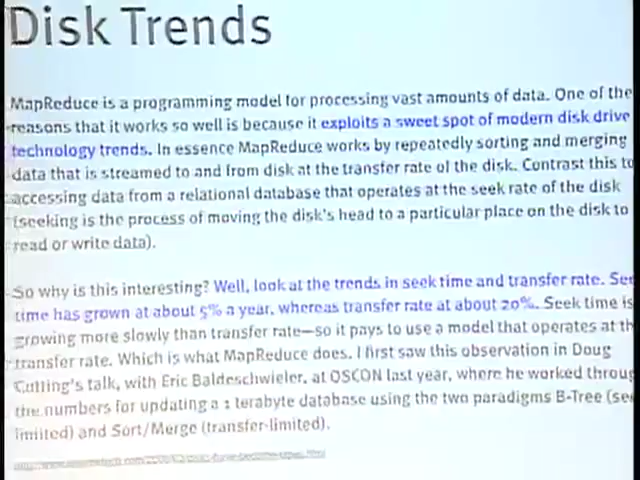 Disk Trends
MapReduce is a programming model for processing vast amounts of data. One of the
reasons that it works so well is because it exploits a sweet spot of modern disk drive
technology trends. In essence MapReduce works by repeatedly sorting and merging
data that is streamed to and from disk at the transfer rate of the disk. Contrast this to
accessing data from a relational database that operates at the seek rate of the disk
(seeking is the process of moving the disk's head to a particular place on the disk to
read or write data).
So why is this interesting? Well, look at the trends in seek time and transfer rate. See
time has grown at about 5% a year, whereas transfer rate at about 20%. Seek time is
growing more slowly than transfer rate—so it pays to use a model that operates at th
transfer rate. Which is what MapReduce does. I first saw this observation in Doug
Cutting's talk, with Eric Baldeschwieler, at OSCON last year, where he worked throug
the numbers for updating a 1 terabyte database using the two paradigms B-Tree (see
limited) and Sort/Merge (transfer-limited).